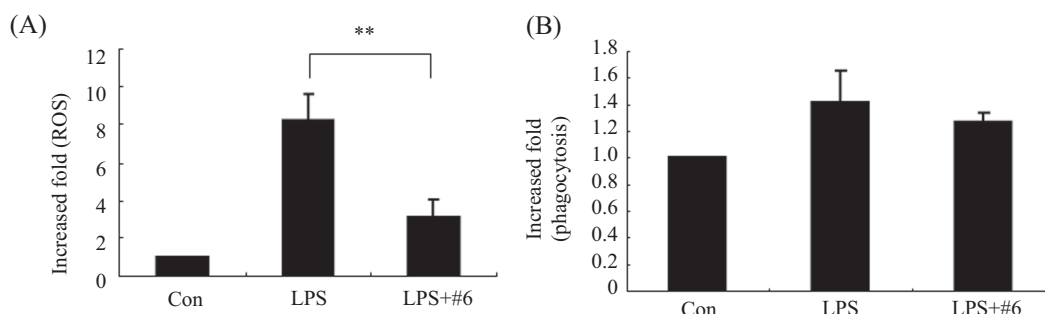 (A)
**
Increased fold (ROS)
12
10
8
6
4
2
0
Con
LPS
LPS+#6
(B)
Increased fold
(phagocytosis)
1.8
1.6
1.4
1.2
1.0
0.8
0.6
0.4
0.2
0
Con
LPS
LPS+#6